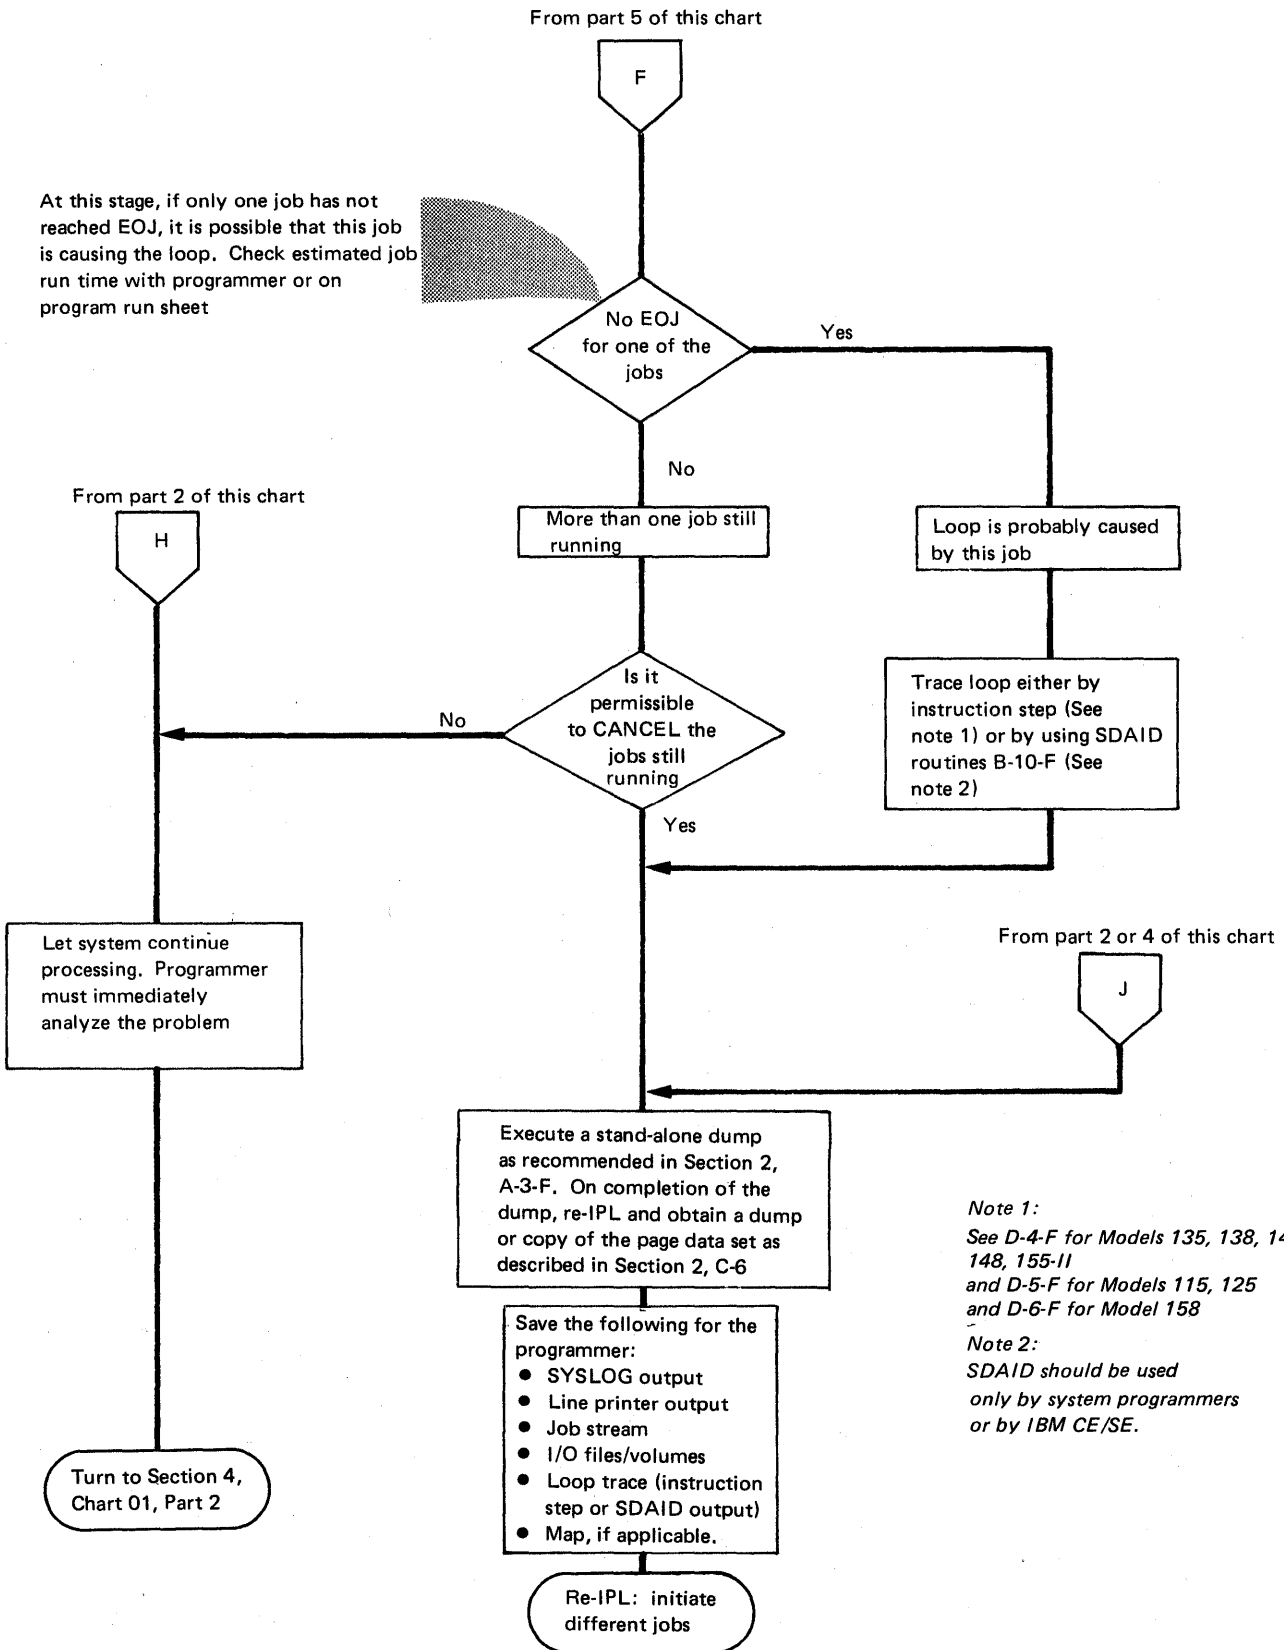 From part 5 of this chart
F
At this stage, if only one job has not
reached EOJ, it is possible that this job
is causing the loop. Check estimated job
run time with programmer or on
program run sheet
No EOJ
for one of the
jobs
Yes
No
From part 2 of this chart
H
More than one job still
running
Loop is probably caused
by this job
Is it
permissible
to CANCEL the
jobs still
running
No
Yes
Trace loop either by
instruction step (See
note 1) or by using SDAID
routines B-10-F (See
note 2)
Let system continue
processing. Programmer
must immediately
analyze the problem
From part 2 or 4 of this chart
J
Execute a stand-alone dump
as recommended in Section 2,
A-3-F. On completion of the
dump, re-IPL and obtain a dump
or copy of the page data set as
described in Section 2, C-6
Note 1:
See D-4-F for Models 135, 138,
148, 155-II
and D-5-F for Models 115, 125
and D-6-F for Model 158
Note 2:
SDAID should be used
only by system programmers
or by IBM CE/SE.
Save the following for the
programmer:
● SYSLOG output
● Line printer output
● Job stream
● I/O files/volumes
● Loop trace (instruction
step or SDAID output)
● Map, if applicable.
Turn to Section 4,
Chart 01, Part 2
Re-IPL: initiate
different jobs